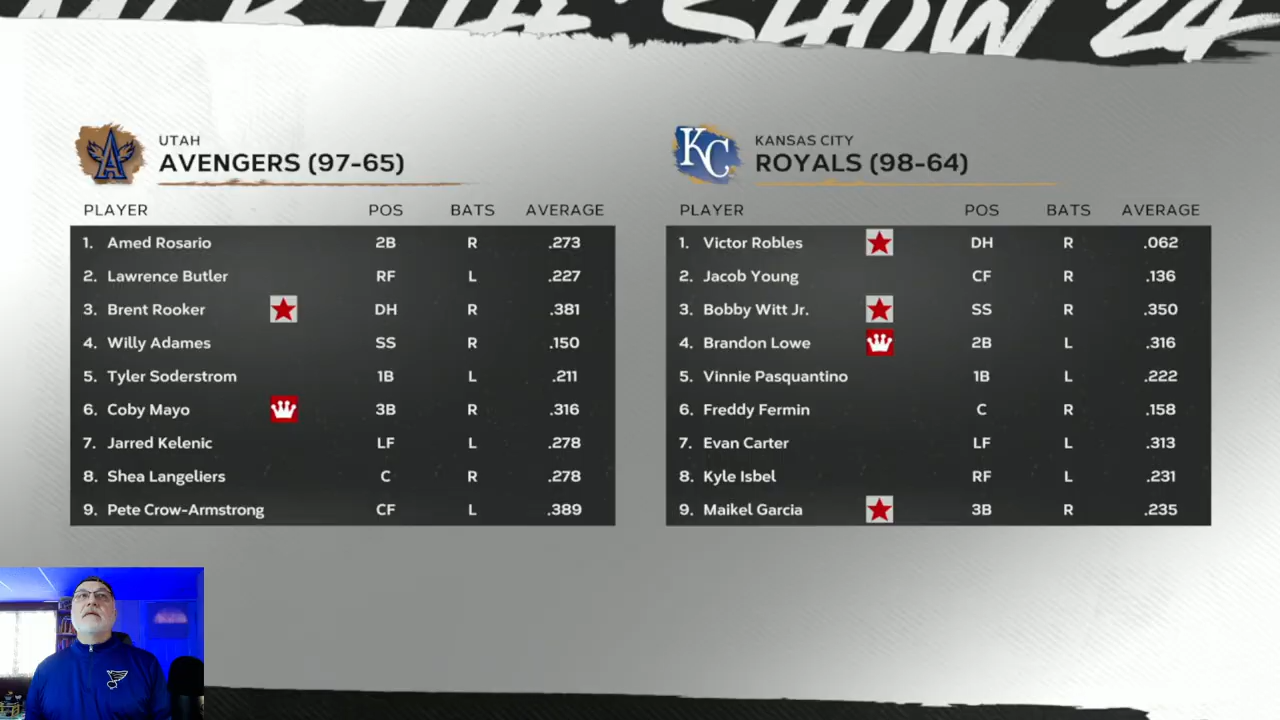 MLB THE SHOW 24
UTAH
AVENGERS (97-65)
PLAYER POS BATS AVERAGE
1. Amed Rosario 2B R .273
2. Lawrence Butler RF L .227
3. Brent Rooker DH R .381
4. Willy Adames SS R .150
5. Tyler Soderstrom 1B L .211
6. Coby Mayo 3B R .316
7. Jarred Kelenic LF L .278
8. Shea Langeliers C R .278
9. Pete Crow-Armstrong CF L .389
KC
KANSAS CITY
ROYALS (98-64)
PLAYER POS BATS AVERAGE
1. Victor Robles DH R .062
2. Jacob Young CF R .136
3. Bobby Witt Jr. SS R .350
4. Brandon Lowe 2B L .316
5. Vinnie Pasquantino 1B L .222
6. Freddy Fermin C R .158
7. Evan Carter LF L .313
8. Kyle Isbel RF L .231
9. Maikel Garcia 3B R .235